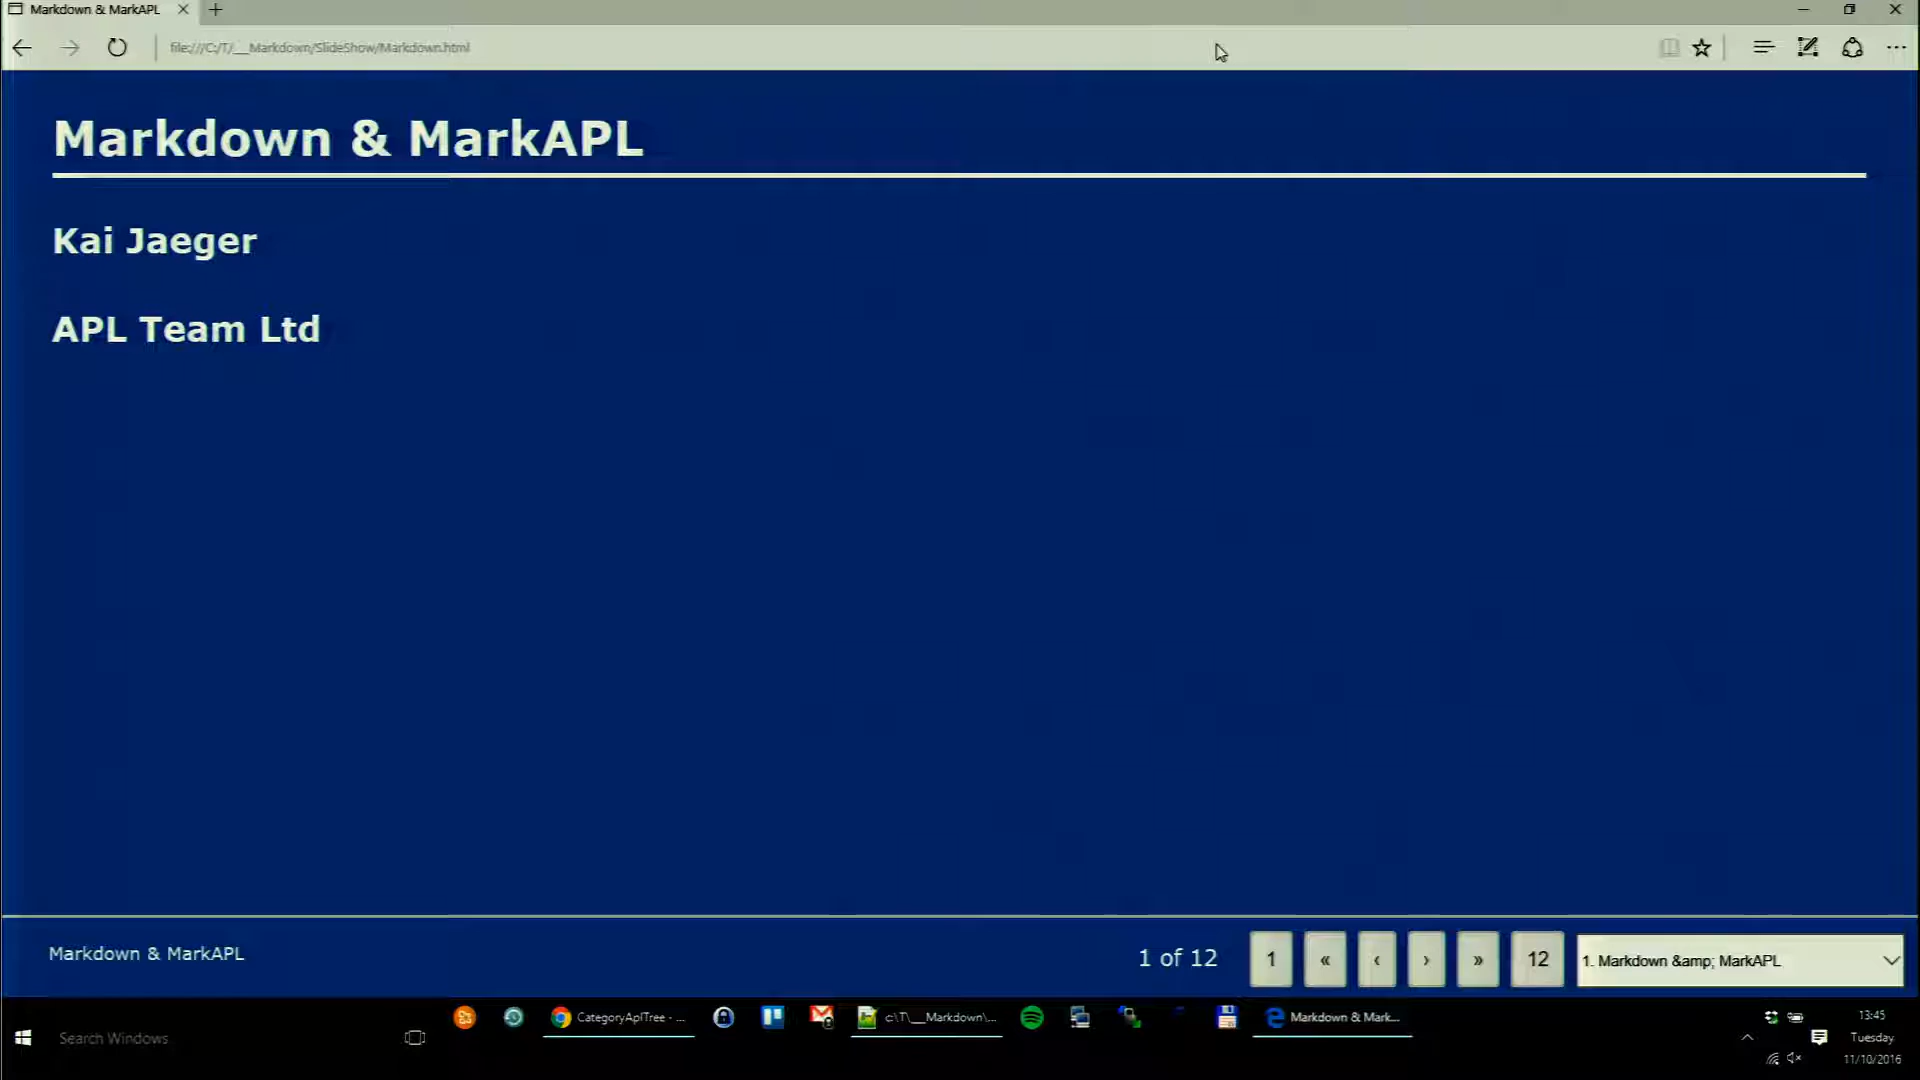 Markdown & MarkAPL
file:///C:/T/__Markdown/SlideShow/Markdown.html
Markdown & MarkAPL
Kai Jaeger
APL Team Ltd
Markdown & MarkAPL
1 of 12
1
«
‹
›
»
12
1. Markdown &amp; MarkAPL
Search Windows
CategoryAplTree - ...
c:\T\__Markdown\...
Markdown & Mark...
13:45
Tuesday
11/10/2016